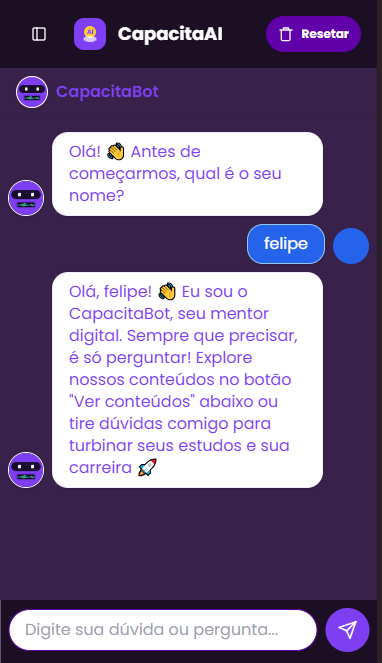 AI
CapacitaAI
Resetar
CapacitaBot
Olá! 👋 Antes de
começarmos, qual é o seu
nome?
felipe
Olá, felipe! 👋 Eu sou o
CapacitaBot, seu mentor
digital. Sempre que precisar,
é só perguntar! Explore
nossos conteúdos no botão
"Ver conteúdos" abaixo ou
tire dúvidas comigo para
turbinar seus estudos e sua
carreira 🚀
Digite sua dúvida ou pergunta...